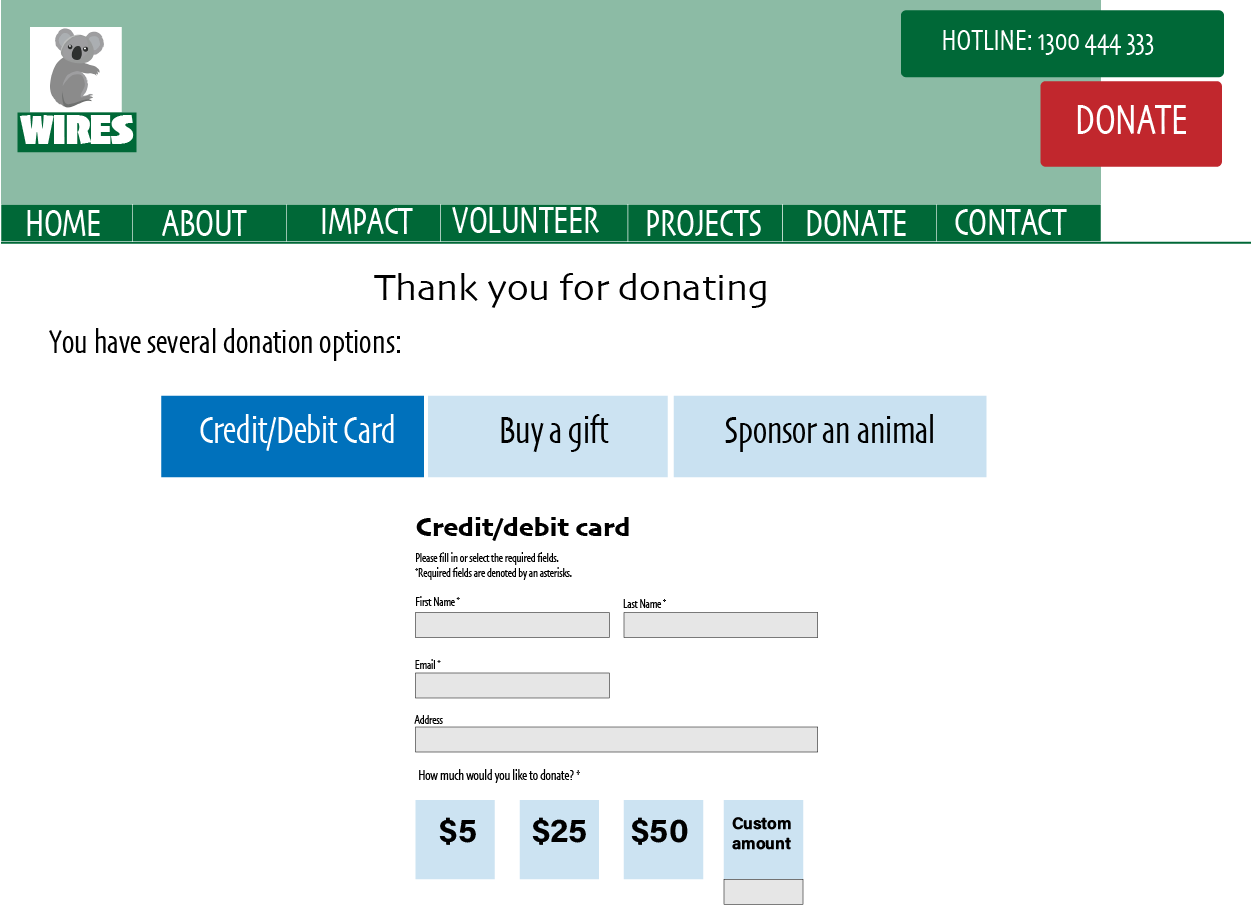 HOTLINE: 1300 444 333
WIRES
DONATE
HOME ABOUT IMPACT VOLUNTEER PROJECTS DONATE CONTACT
Thank you for donating
You have several donation options:
Credit/Debit Card Buy a gift Sponsor an animal
Credit/debit card
Please fill in or select the required fields.
*Required fields are denoted by an asterisks.
First Name * Last Name *
Email *
Address
How much would you like to donate? *
$5 $25 $50 Custom
amount